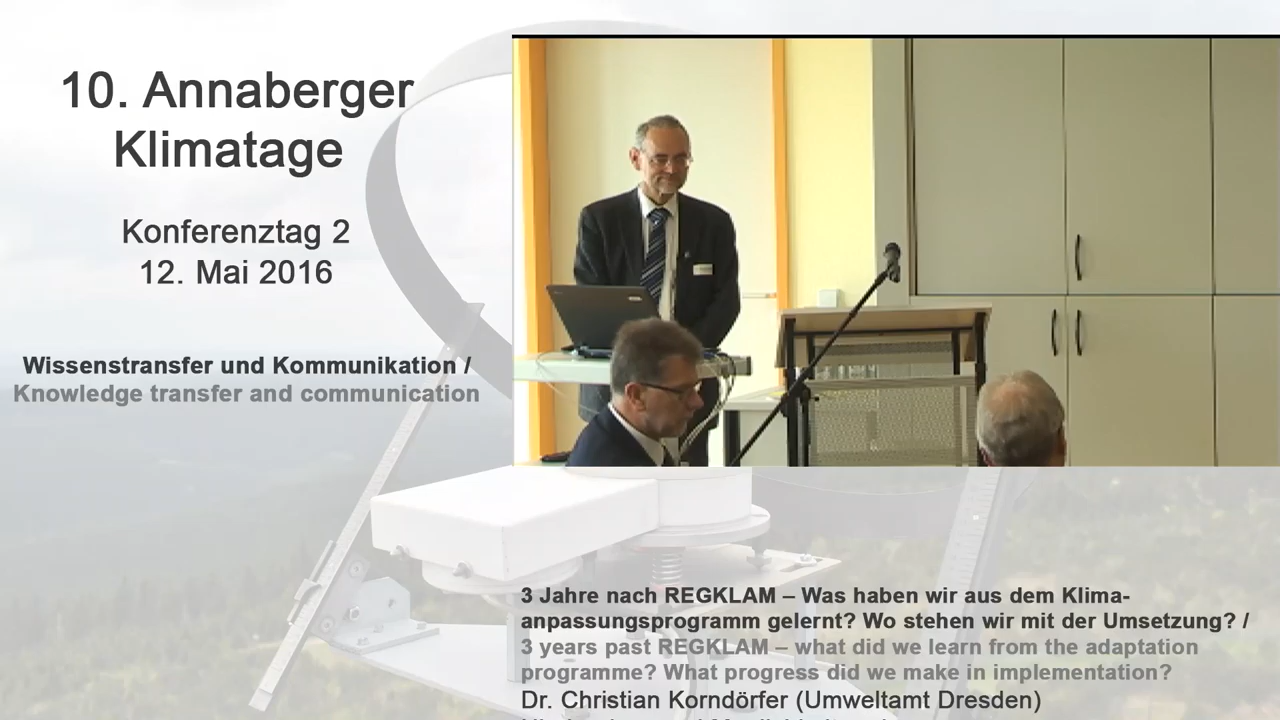 10. Annaberger
Klimatage
Konferenztag 2
12. Mai 2016
Wissenstransfer und Kommunikation /
Knowledge transfer and communication
3 Jahre nach REGKLAM – Was haben wir aus dem Klima-
anpassungsprogramm gelernt? Wo stehen wir mit der Umsetzung? /
3 years past REGKLAM – what did we learn from the adaptation
programme? What progress did we make in implementation?
Dr. Christian Korndörfer (Umweltamt Dresden)